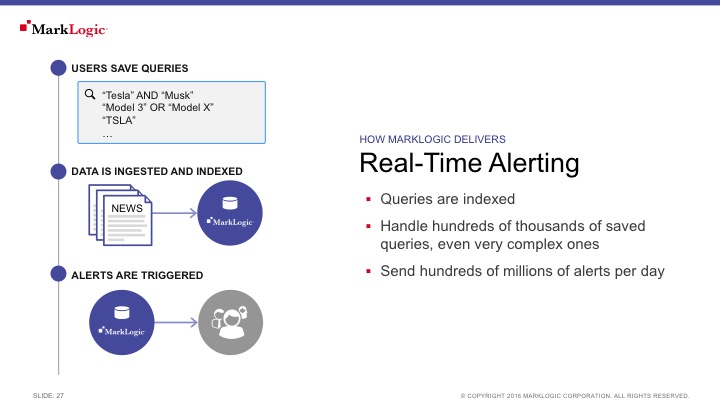 MarkLogic
USERS SAVE QUERIES
“Tesla” AND “Musk”
“Model 3” OR “Model X”
“TSLA”
…
DATA IS INGESTED AND INDEXED
NEWS
MarkLogic
ALERTS ARE TRIGGERED
MarkLogic
HOW MARKLOGIC DELIVERS
Real-Time Alerting
▪ Queries are indexed
▪ Handle hundreds of thousands of saved
queries, even very complex ones
▪ Send hundreds of millions of alerts per day
SLIDE: 27
© COPYRIGHT 2016 MARKLOGIC CORPORATION. ALL RIGHTS RESERVED.